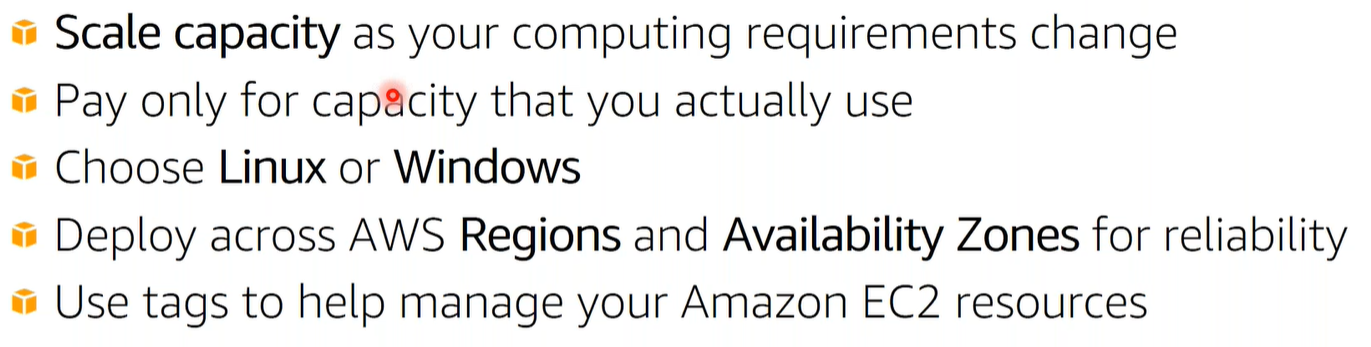 Scale capacity as your computing requirements change
Pay only for capacity that you actually use
Choose Linux or Windows
Deploy across AWS Regions and Availability Zones for reliability
Use tags to help manage your Amazon EC2 resources